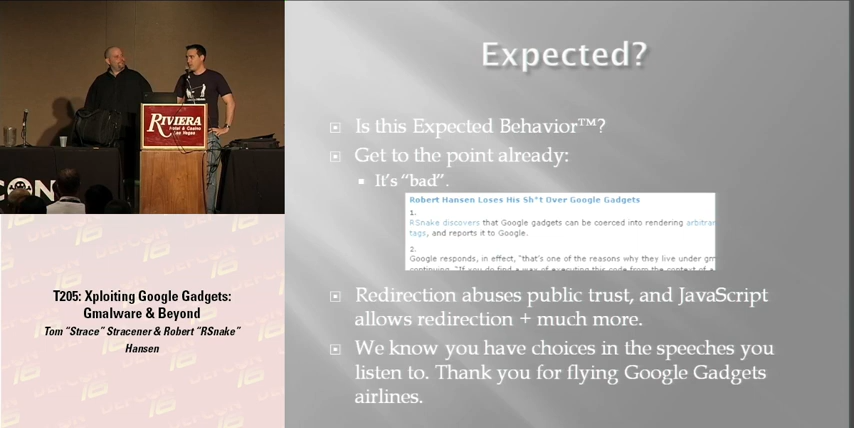 RIVIERA
Hotel & Casino
Las Vegas
CON
T205: Xploiting Google Gadgets:
Gmalware & Beyond
Tom "Strace" Stracener & Robert "RSnake"
Hansen
DEFCON 16
Expected?
Is this Expected Behavior™?
Get to the point already:
It's "bad".
Robert Hansen Loses His Sh*t Over Google Gadgets
1.
RSnake discovers that Google gadgets can be coerced into rendering arbitrar
tags, and reports it to Google.
2.
Google responds, in effect, "that's one of the reasons why they live under gm
continuing, "If you do find a way of executing this code from the context of a
Redirection abuses public trust, and JavaScript
allows redirection + much more.
We know you have choices in the speeches you
listen to. Thank you for flying Google Gadgets
airlines.